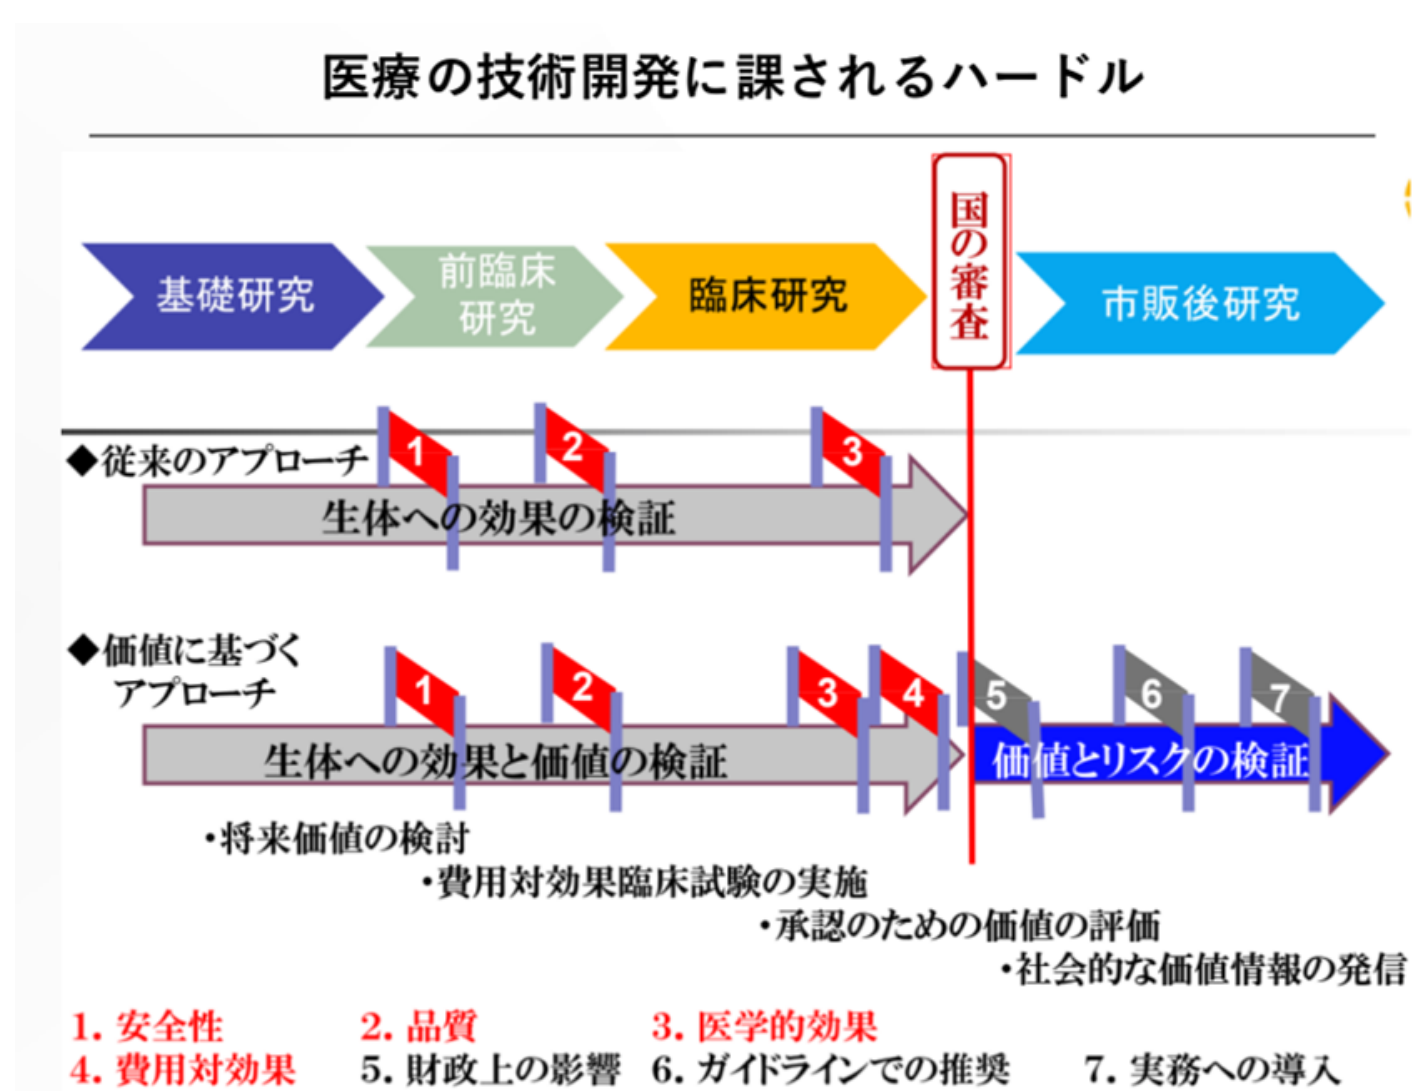 医療の技術開発に課されるハードル
基礎研究
前臨床
研究
臨床研究
国の審査
市販後研究
◆従来のアプローチ
1
2
3
生体への効果の検証
◆価値に基づく
アプローチ
1
2
3
4
5
6
7
生体への効果と価値の検証
価値とリスクの検証
・将来価値の検討
・費用対効果臨床試験の実施
・承認のための価値の評価
・社会的な価値情報の発信
1. 安全性 2. 品質 3. 医学的効果
4. 費用対効果 5. 財政上の影響 6. ガイドラインでの推奨 7. 実務への導入